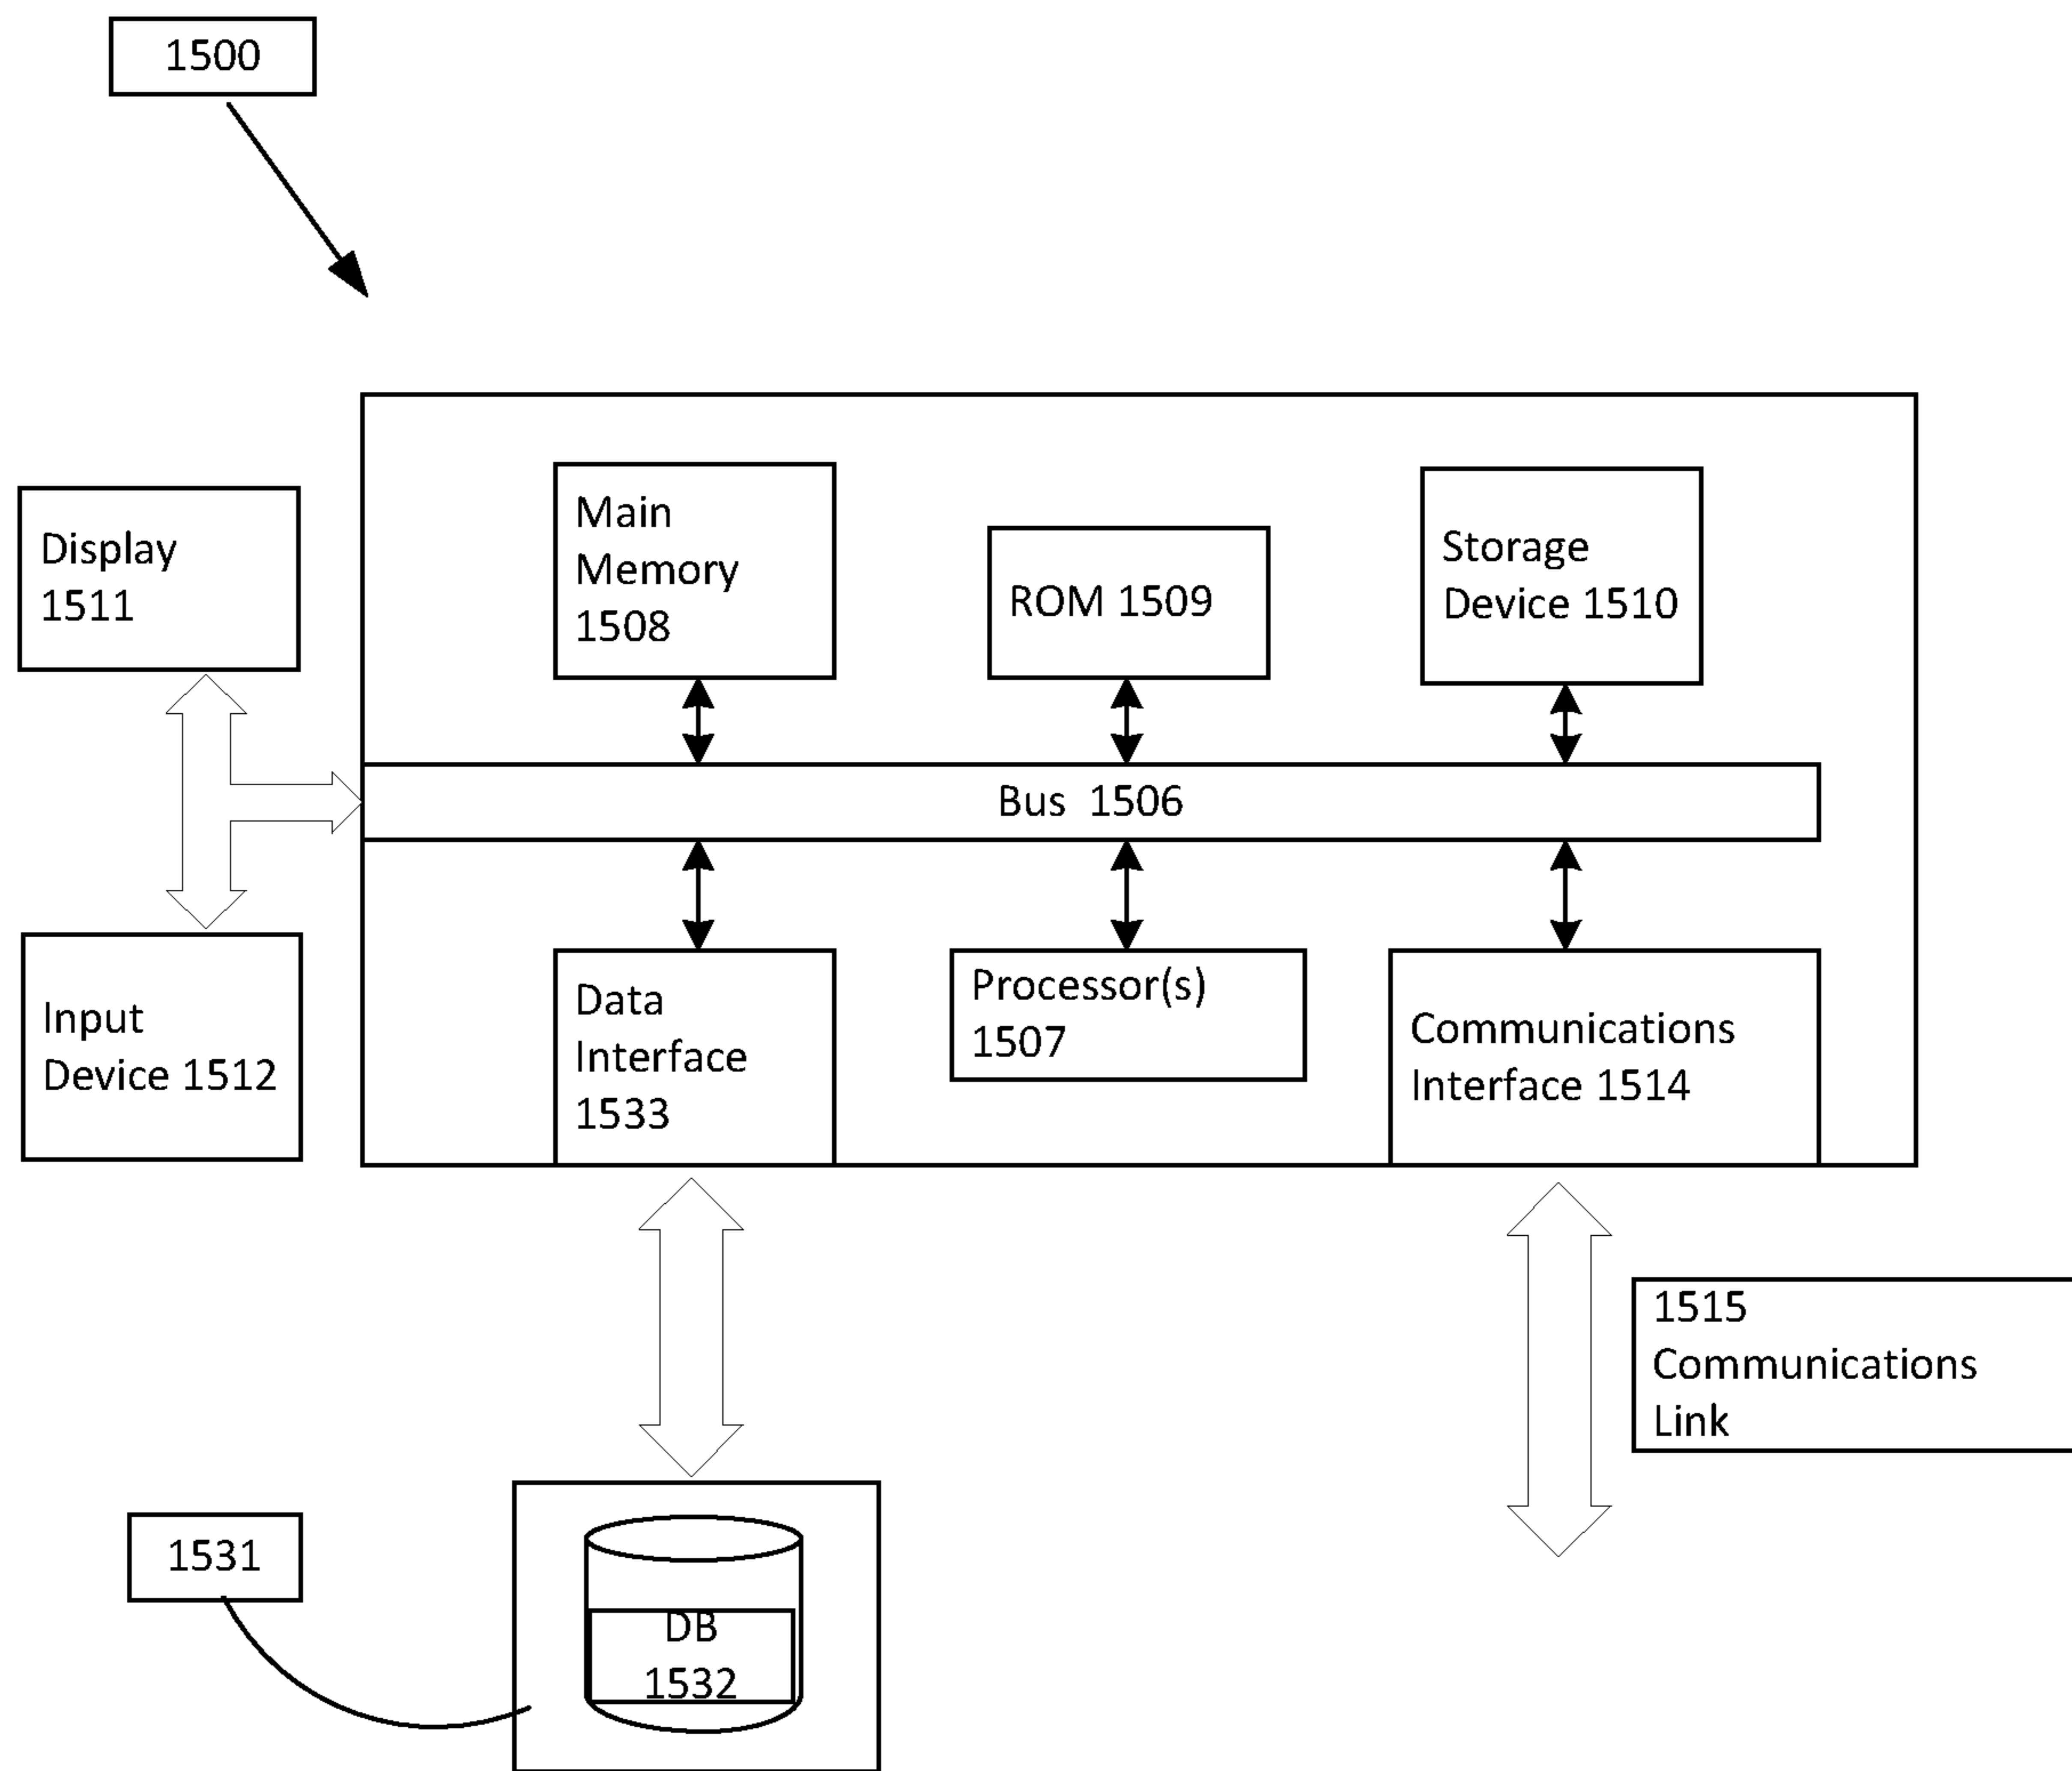 1500
Display
1511
Main
Memory
1508
ROM 1509
Storage
Device 1510
Bus 1506
Input
Device 1512
Data
Interface
1533
Processor(s)
1507
Communications
Interface 1514
1515
Communications
Link
1531
DB
1532